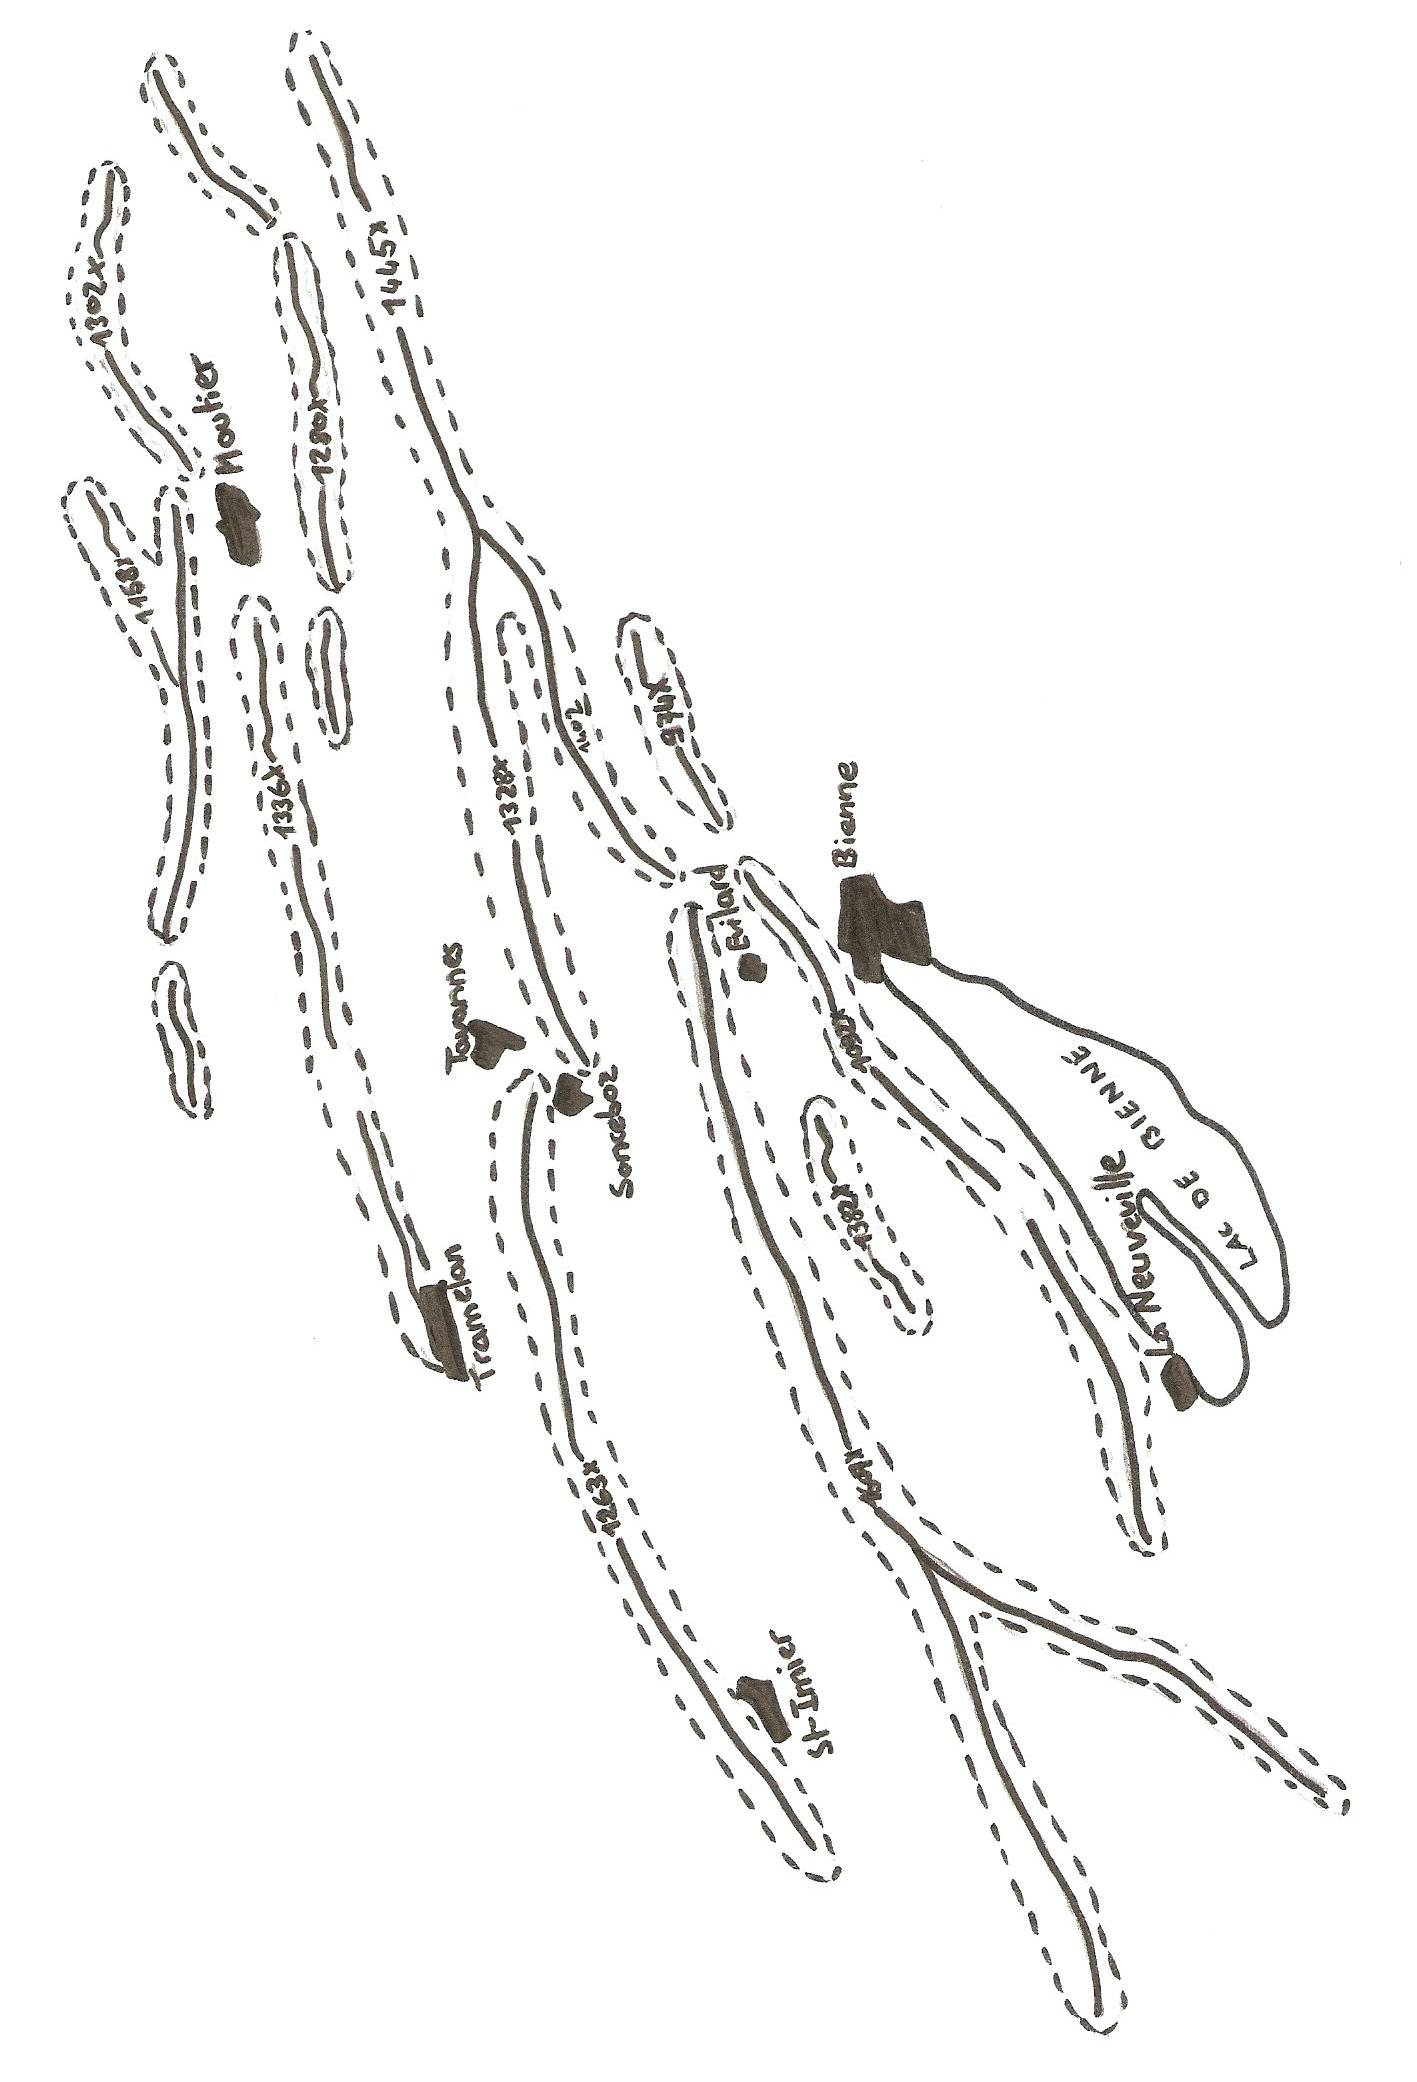 1302x
1445x
Moutier
1280x
1158x
1336x
974x
1402
1328x
Bienne
Evilard
Tavannes
Sonceboz
LAC DE BIENNE
La Neuveville
1382x
Tramelan
1263x
St-Imier